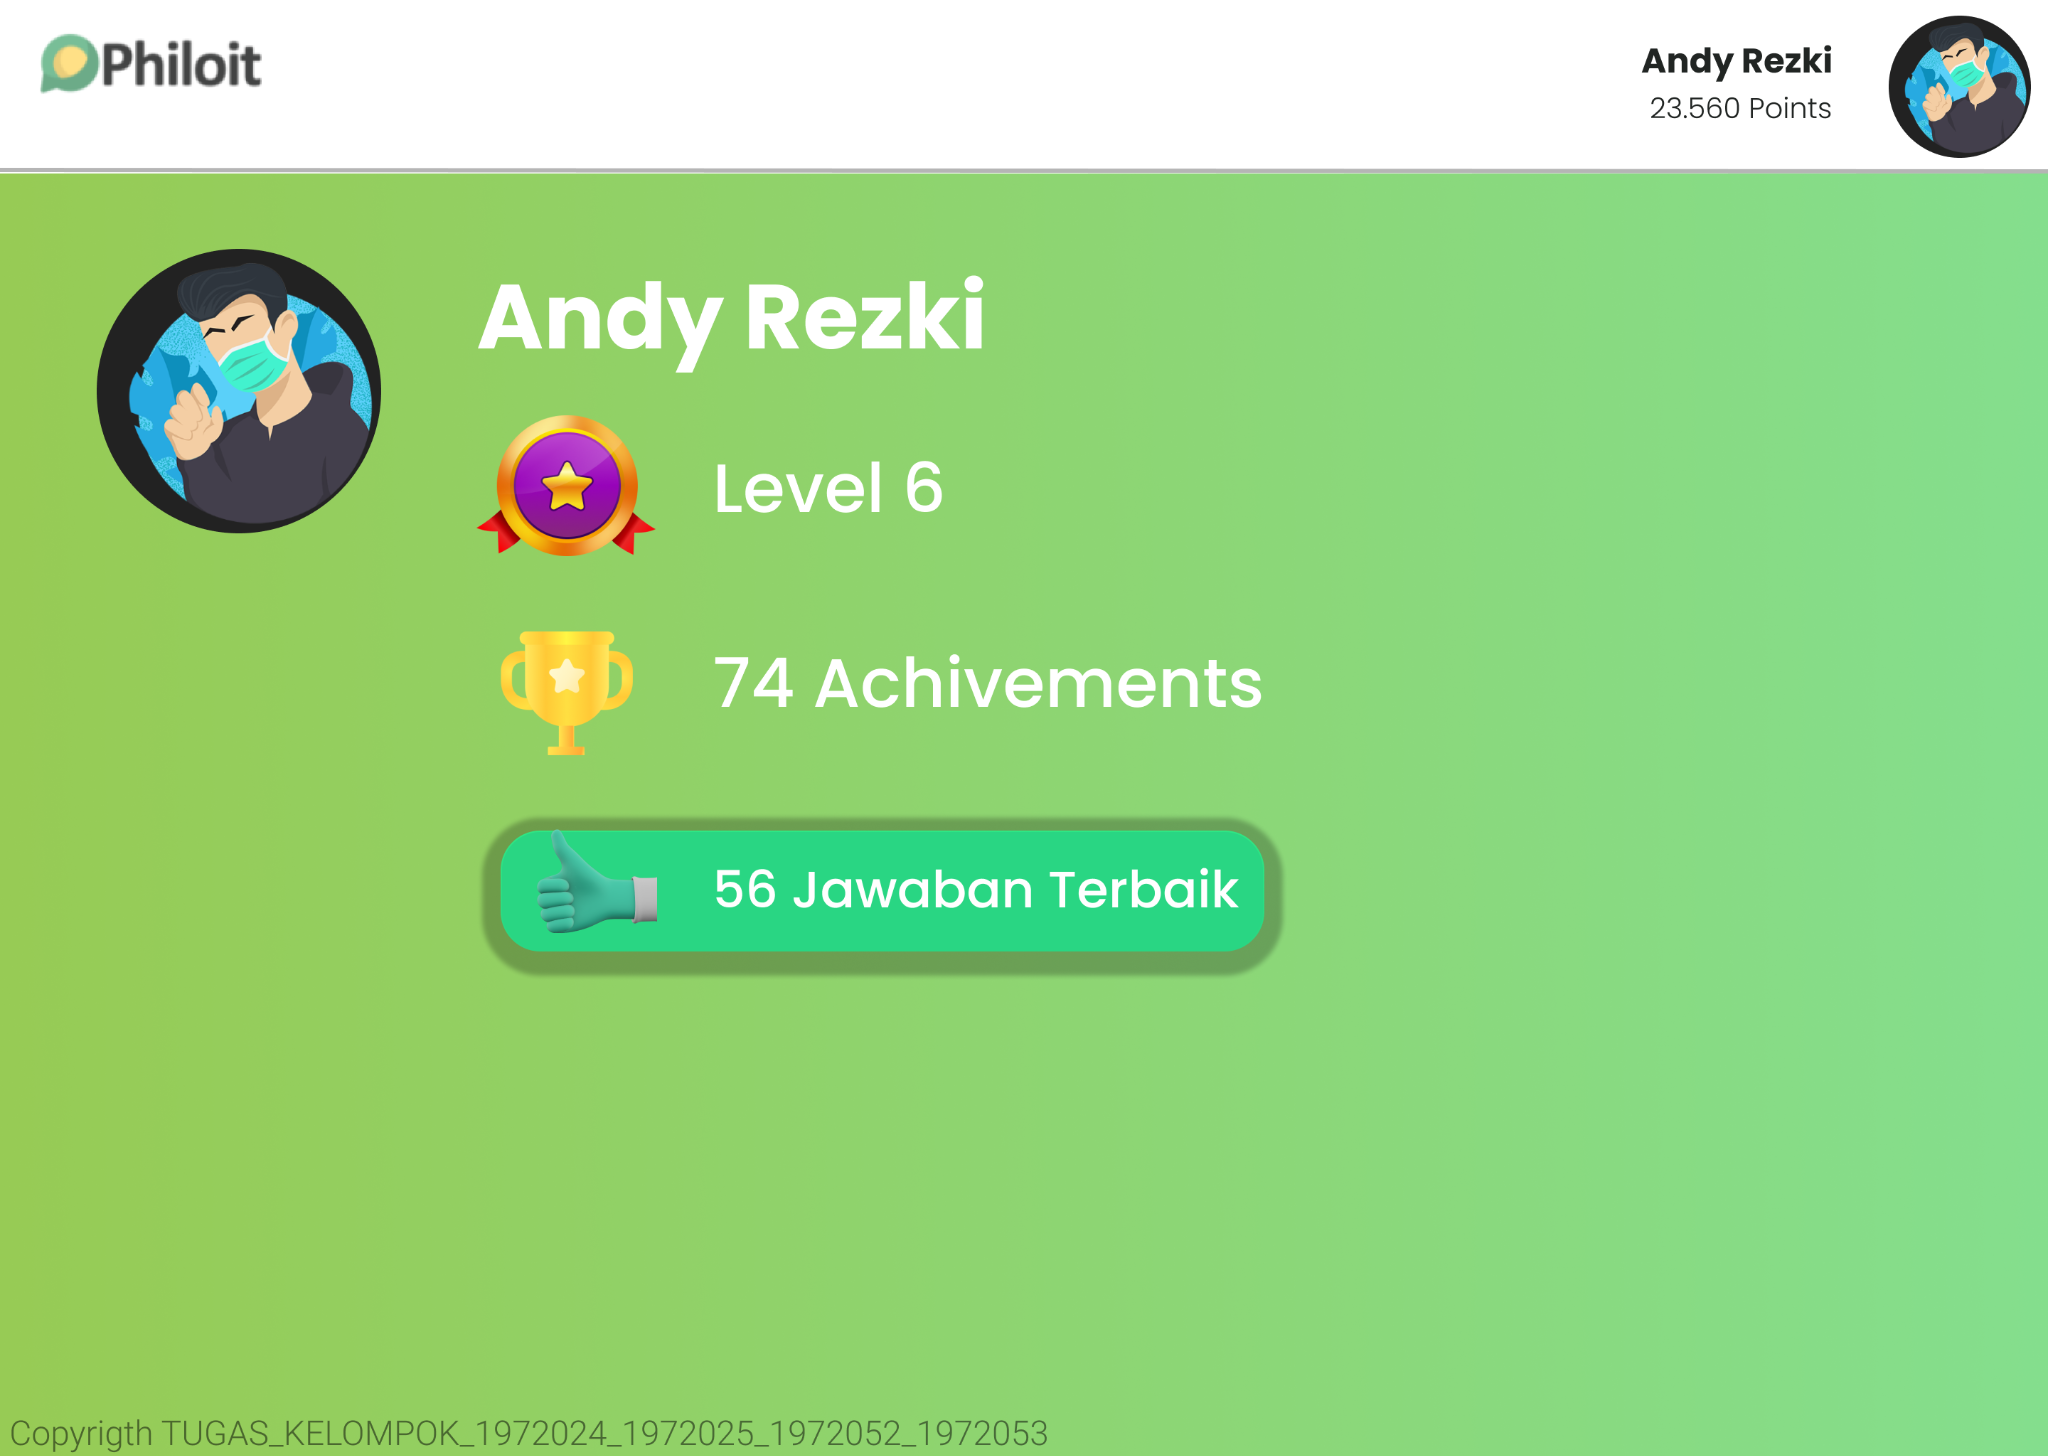 Philoit
Andy Rezki
23.560 Points
Andy Rezki
Level 6
74 Achivements
56 Jawaban Terbaik
Copyrigth TUGAS_KELOMPOK_1972024_1972025_1972052_1972053